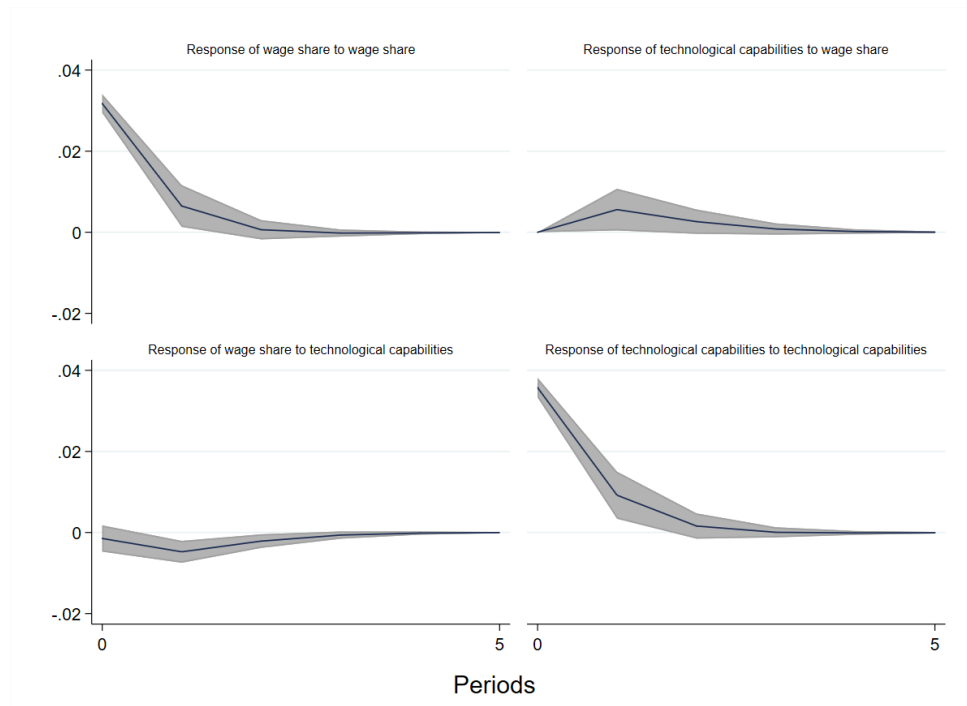 Response of wage share to wage share
Response of technological capabilities to wage share
.04
.02
0
-.02
Response of wage share to technological capabilities
Response of technological capabilities to technological capabilities
.04
.02
0
-.02
0
5
0
5
Periods